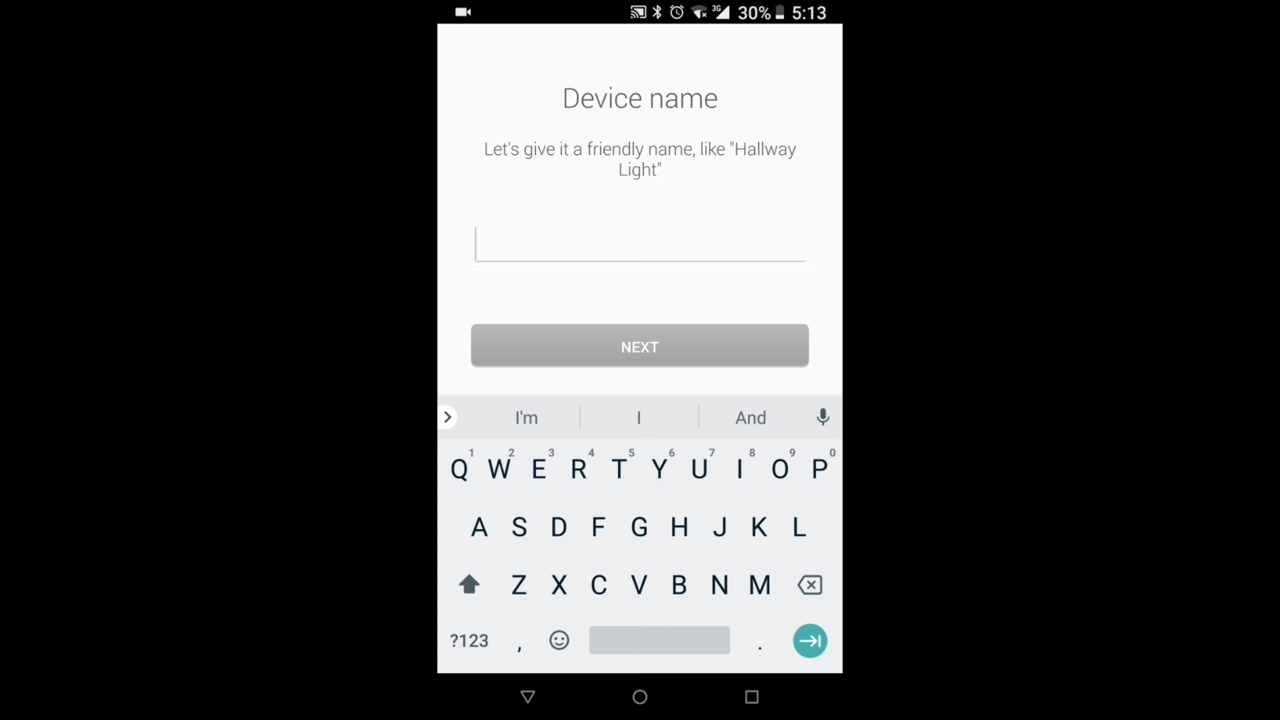 3G 30% 5:13
Device name
Let's give it a friendly name, like "Hallway
Light"
NEXT
I'm I And
1 2 3 4 5 6 7 8 9 0
Q W E R T Y U I O P
A S D F G H J K L
Z X C V B N M
?123 , .